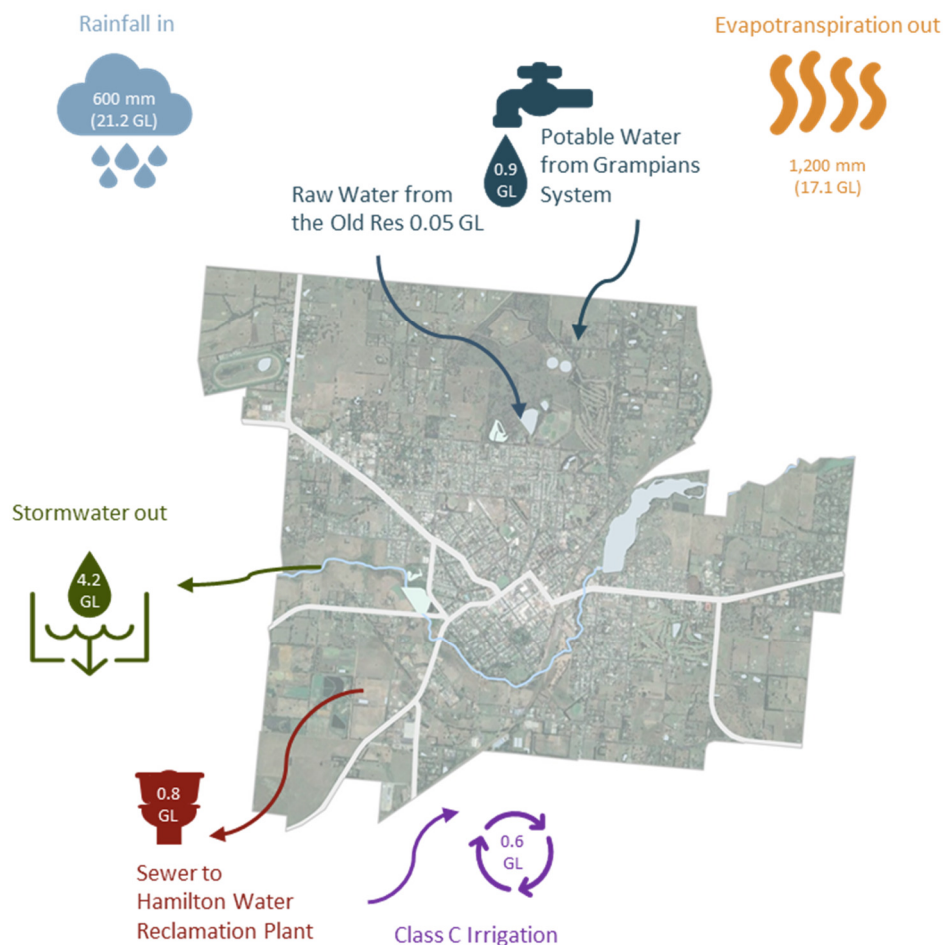 Rainfall in
600 mm
(21.2 GL)
Evapotranspiration out
1,200 mm
(17.1 GL)
0.9
GL
Potable Water
from Grampians
System
Raw Water from
the Old Res 0.05 GL
Stormwater out
4.2
GL
0.8
GL
Sewer to
Hamilton Water
Reclamation Plant
0.6
GL
Class C Irrigation